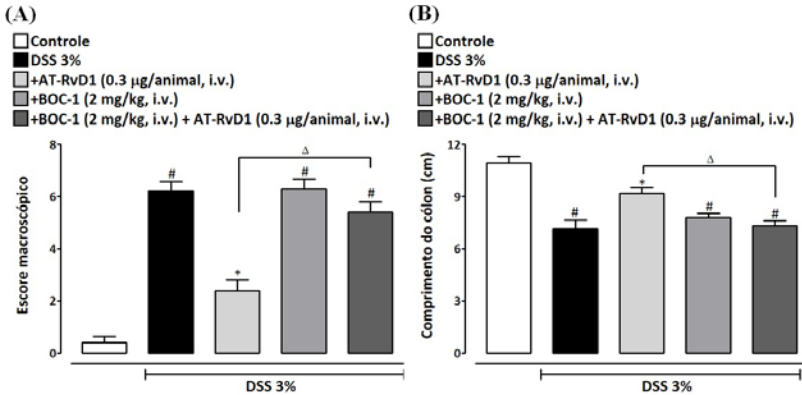 (A)
Controle
DSS 3%
+AT-RvD1 (0.3 µg/animal, i.v.)
+BOC-1 (2 mg/kg, i.v.)
+BOC-1 (2 mg/kg, i.v.) + AT-RvD1 (0.3 µg/animal, i.v.)
Escore macroscópico
8
6
4
2
0
#
*
#
#
Δ
DSS 3%
(B)
Controle
DSS 3%
+AT-RvD1 (0.3 µg/animal, i.v.)
+BOC-1 (2 mg/kg, i.v.)
+BOC-1 (2 mg/kg, i.v.) + AT-RvD1 (0.3 µg/animal, i.v.)
Comprimento do cólon (cm)
12
9
6
3
0
#
*
#
#
Δ
DSS 3%